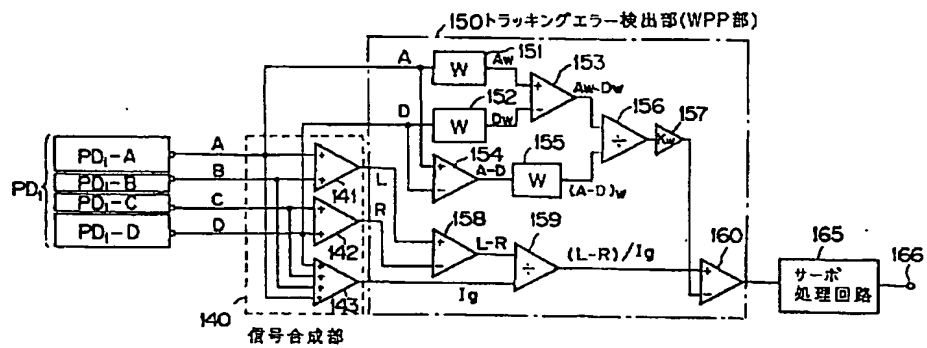 150トラッキングエラー検出部(WPP部)
151
A
W
Aw
153
152
Aw-Dw
D
W
Dw
156
157
÷
Kw
155
154
A-D
W
(A-D)w
PD₁
PD₁-A
PD₁-B
PD₁-C
PD₁-D
A
B
C
D
141
142
143
L
R
158
L-R
159
÷
(L-R)/Ig
Ig
160
165
サーボ
処理回路
166
140
信号合成部